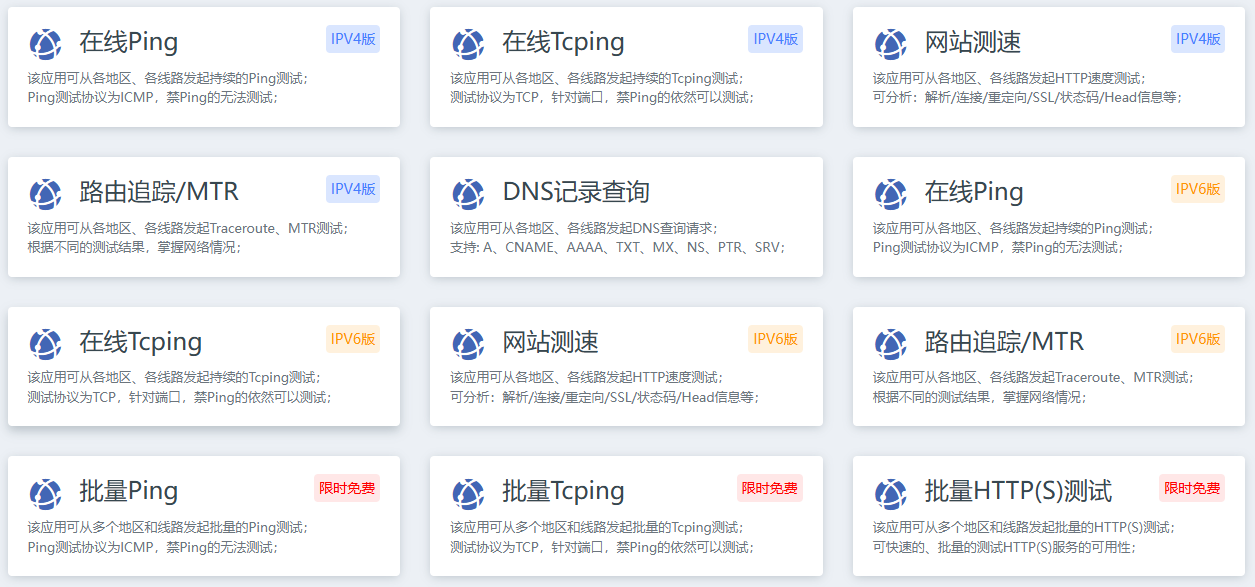 在线Ping
IPV4版
该应用可从各地区、各线路发起持续的Ping测试；
Ping测试协议为ICMP，禁Ping的无法测试；
在线Tcping
IPV4版
该应用可从各地区、各线路发起持续的Tcping测试；
测试协议为TCP，针对端口，禁Ping的依然可以测试；
网站测速
IPV4版
该应用可从各地区、各线路发起HTTP速度测试；
可分析：解析/连接/重定向/SSL/状态码/Head信息等；
路由追踪/MTR
IPV4版
该应用可从各地区、各线路发起Traceroute、MTR测试；
根据不同的测试结果，掌握网络情况；
DNS记录查询
该应用可从各地区、各线路发起DNS查询请求；
支持: A、CNAME、AAAA、TXT、MX、NS、PTR、SRV；
在线Ping
IPV6版
该应用可从各地区、各线路发起持续的Ping测试；
Ping测试协议为ICMP，禁Ping的无法测试；
在线Tcping
IPV6版
该应用可从各地区、各线路发起持续的Tcping测试；
测试协议为TCP，针对端口，禁Ping的依然可以测试；
网站测速
IPV6版
该应用可从各地区、各线路发起HTTP速度测试；
可分析：解析/连接/重定向/SSL/状态码/Head信息等；
路由追踪/MTR
IPV6版
该应用可从各地区、各线路发起Traceroute、MTR测试；
根据不同的测试结果，掌握网络情况；
批量Ping
限时免费
该应用可从多个地区和线路发起批量的Ping测试；
Ping测试协议为ICMP，禁Ping的无法测试；
批量Tcping
限时免费
该应用可从多个地区和线路发起批量的Tcping测试；
测试协议为TCP，针对端口，禁Ping的依然可以测试；
批量HTTP(S)测试
限时免费
该应用可从多个地区和线路发起批量的HTTP(S)测试；
可快速的、批量的测试HTTP(S)服务的可用性；